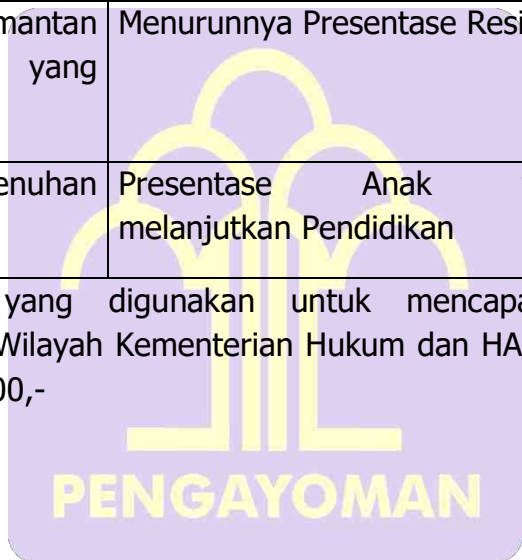 mantan Menurunnya Presentase Resi
yang
enuhan Presentase Anak
melanjutkan Pendidikan
yang digunakan untuk mencapa
Wilayah Kementerian Hukum dan HA
00,-
PENGAYOMAN